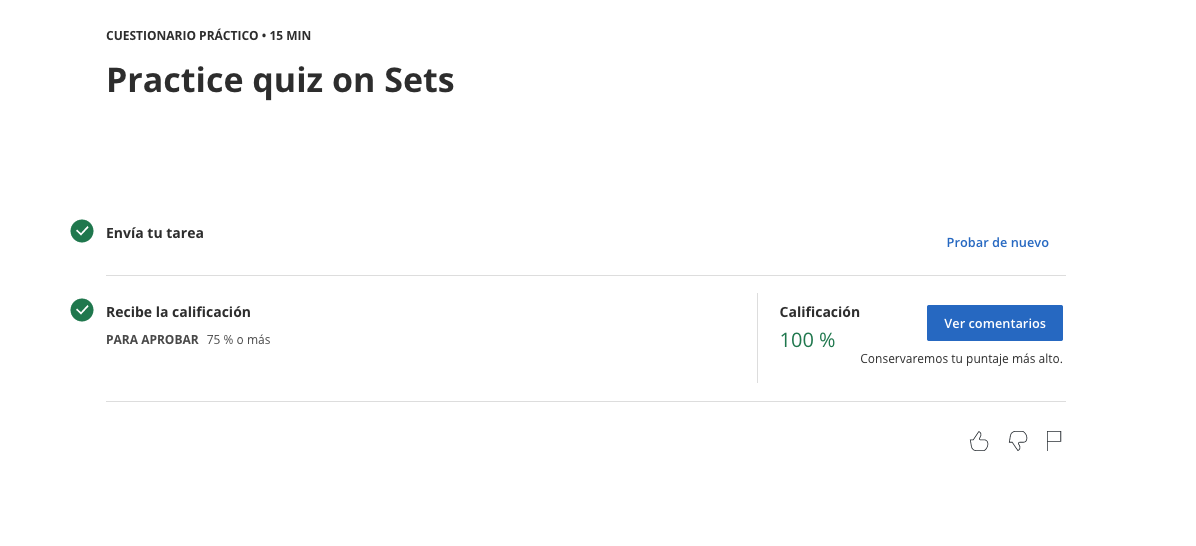 CUESTIONARIO PRÁCTICO • 15 MIN
Practice quiz on Sets
Envía tu tarea
Probar de nuevo
Recibe la calificación
PARA APROBAR 75 % o más
Calificación
100 %
Ver comentarios
Conservaremos tu puntaje más alto.